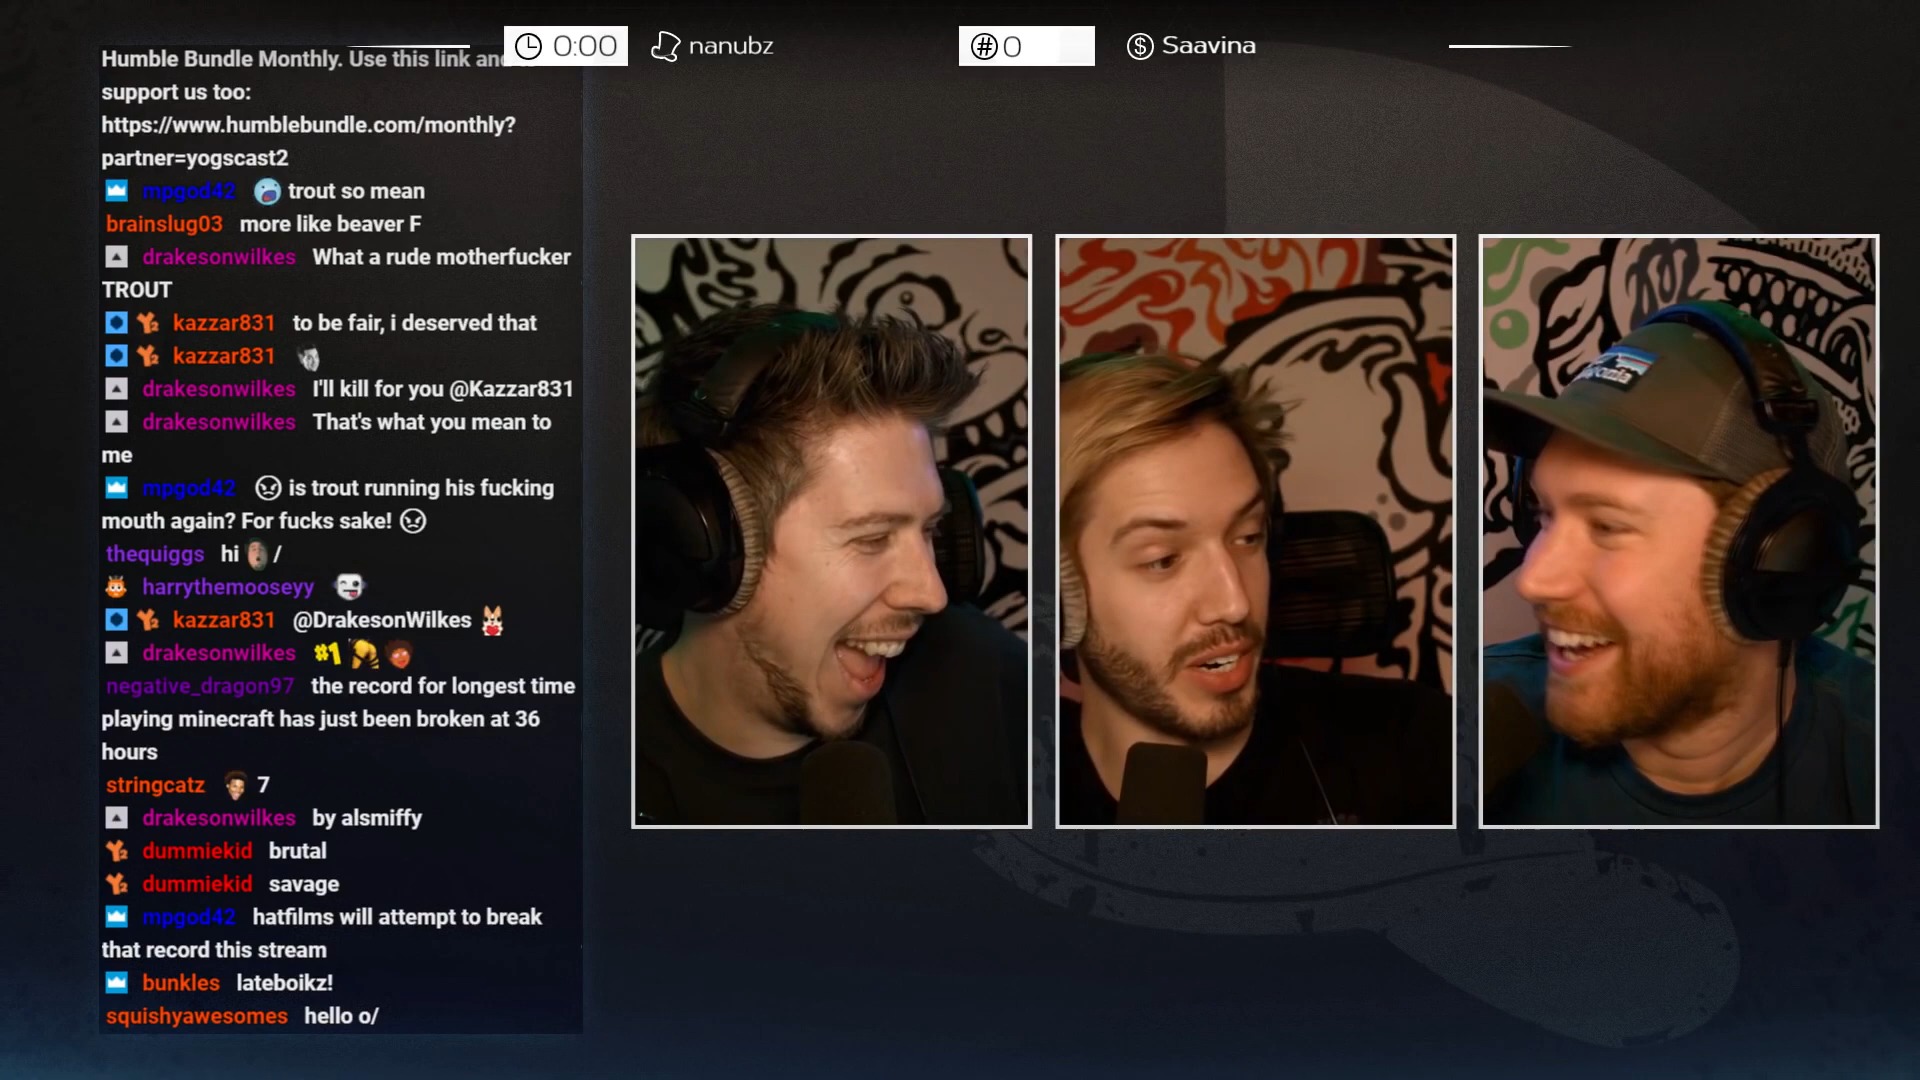 0:00 nanubz #0 Saavina
Humble Bundle Monthly. Use this link an
support us too:
https://www.humblebundle.com/monthly?
partner=yogscast2
mpgod42 trout so mean
brainslug03 more like beaver F
drakesonwilkes What a rude motherfucker
TROUT
kazzar831 to be fair, i deserved that
kazzar831
drakesonwilkes I'll kill for you @Kazzar831
drakesonwilkes That's what you mean to
me
mpgod42 is trout running his fucking
mouth again? For fucks sake!
thequiggs hi /
harrythemooseyy
kazzar831 @DrakesonWilkes
drakesonwilkes #1
negative_dragon97 the record for longest time
playing minecraft has just been broken at 36
hours
stringcatz 7
drakesonwilkes by alsmiffy
dummiekid brutal
dummiekid savage
mpgod42 hatfilms will attempt to break
that record this stream
bunkles lateboikz!
squishyawesomes hello o/